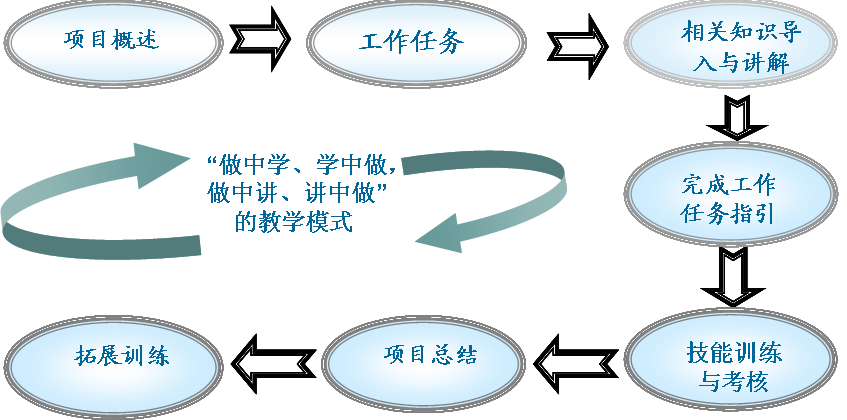 项目概述
工作任务
相关知识导
入与讲解
“做中学、学中做，
做中讲、讲中做”
的教学模式
完成工作
任务指引
技能训练
与考核
项目总结
拓展训练